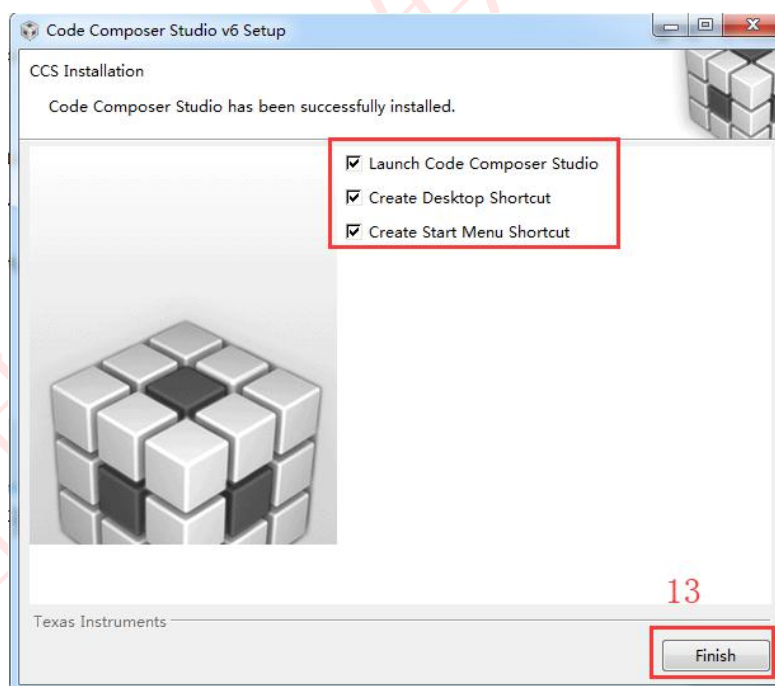 Code Composer Studio v6 Setup
CCS Installation
Code Composer Studio has been successfully installed.
Launch Code Composer Studio
Create Desktop Shortcut
Create Start Menu Shortcut
13
Texas Instruments
Finish